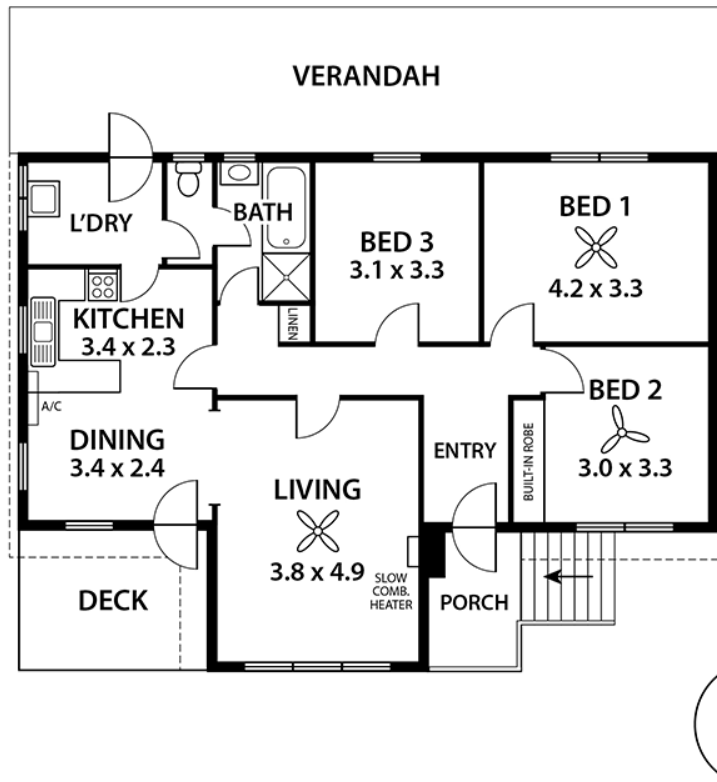 VERANDAH
L'DRY
BATH
BED 3
3.1 x 3.3
BED 1
4.2 x 3.3
KITCHEN
3.4 x 2.3
LINEN
A/C
DINING
3.4 x 2.4
LIVING
3.8 x 4.9
SLOW
COMB.
HEATER
ENTRY
BUILT-IN ROBE
BED 2
3.0 x 3.3
DECK
PORCH